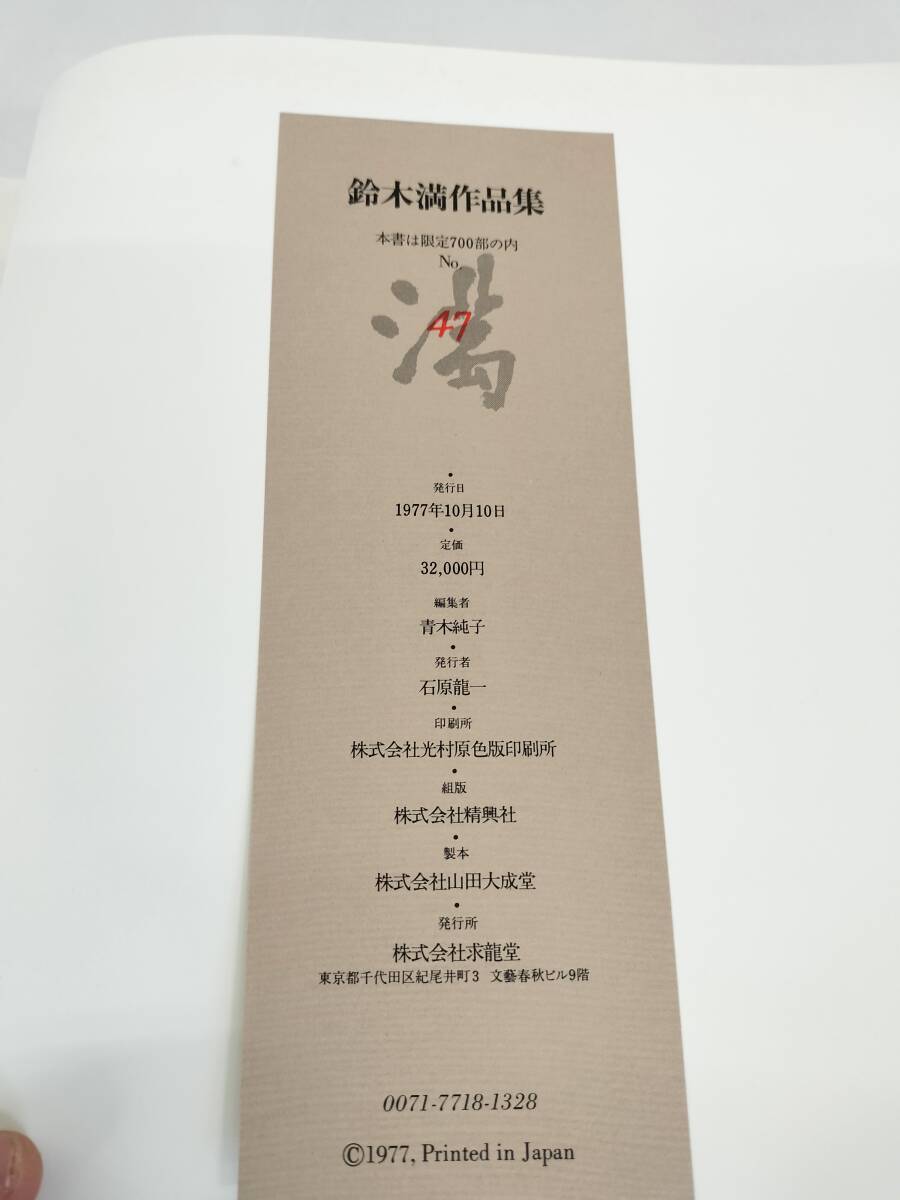 鈴木満作品集
本書は限定700部の内
No.
47
満
発行日
1977年10月10日
定価
32,000円
編集者
青木純子
発行者
石原龍一
印刷所
株式会社光村原色版印刷所
組版
株式会社精興社
製本
株式会社山田大成堂
発行所
株式会社求龍堂
東京都千代田区紀尾井町3 文藝春秋ビル9階
0071-7718-1328
©1977, Printed in Japan